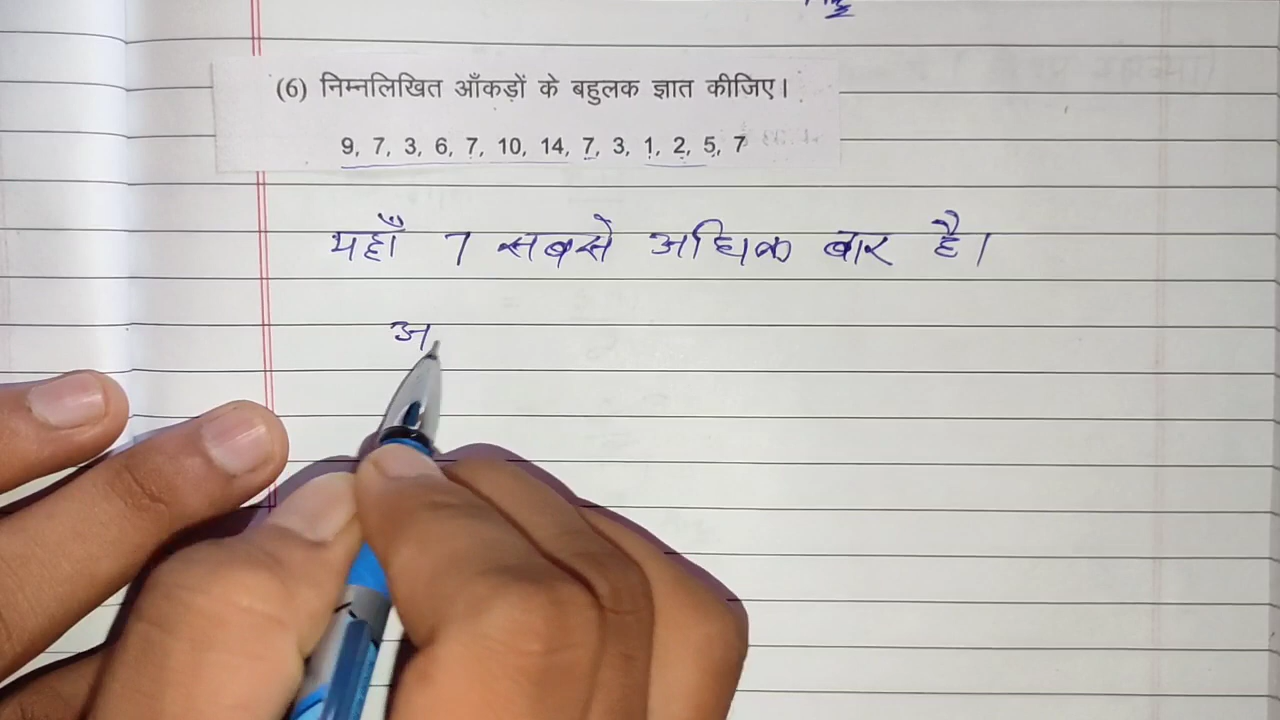 (6) निम्नलिखित आँकड़ों के बहुलक ज्ञात कीजिए।
9, 7, 3, 6, 7, 10, 14, 7, 3, 1, 2, 5, 7
यहाँ 7 सबसे अधिक बार है।
अ